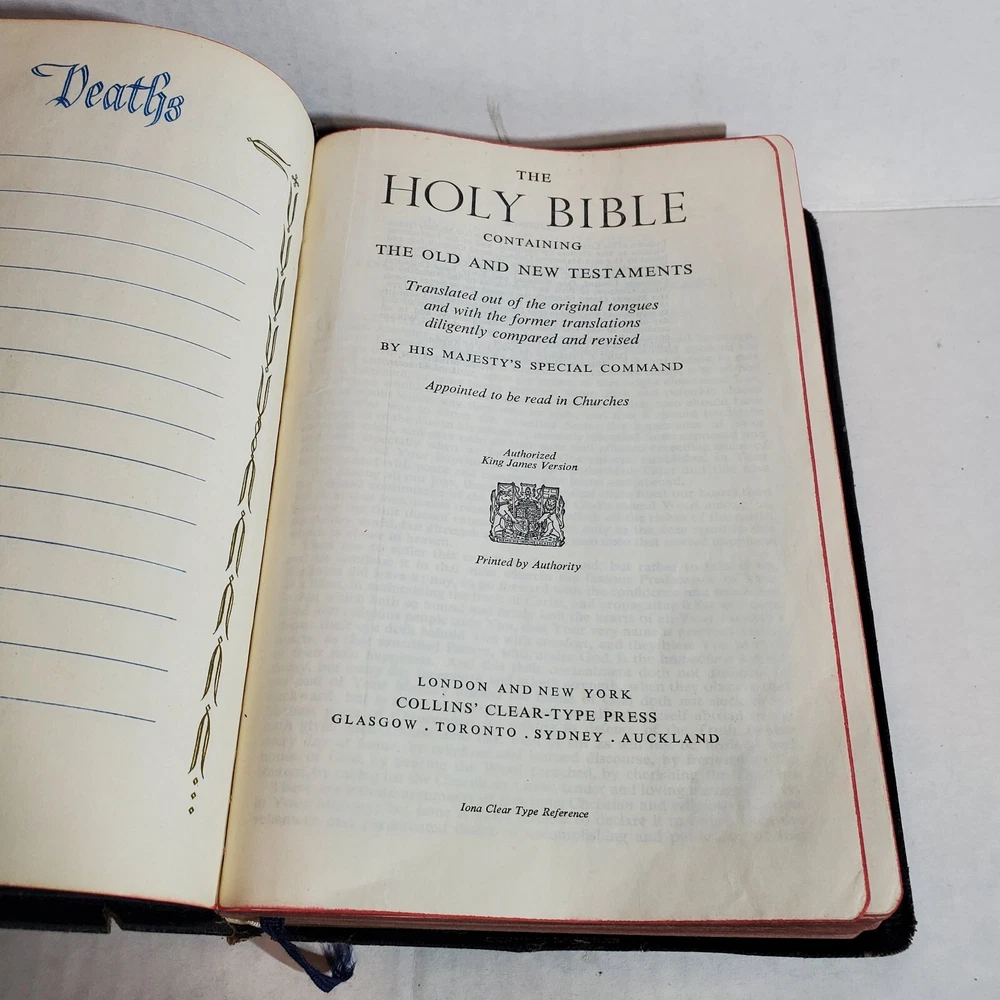 Deaths
THE
HOLY BIBLE
CONTAINING
THE OLD AND NEW TESTAMENTS
Translated out of the original tongues
and with the former translations
diligently compared and revised
BY HIS MAJESTY'S SPECIAL COMMAND
Appointed to be read in Churches
Authorized
King James Version
Printed by Authority
LONDON AND NEW YORK
COLLINS' CLEAR-TYPE PRESS
GLASGOW . TORONTO . SYDNEY . AUCKLAND
Iona Clear Type Reference